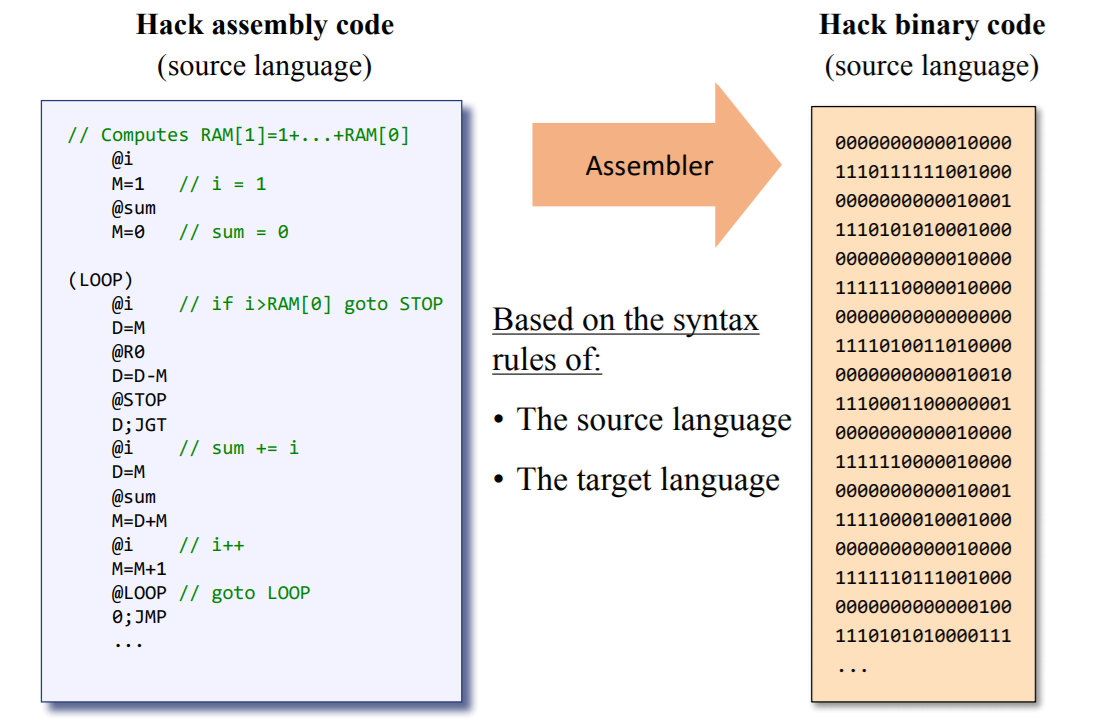 Hack assembly code
(source language)
// Computes RAM[1]=1+...+RAM[0]
@i
M=1 // i = 1
@sum
M=0 // sum = 0
(LOOP)
@i // if i>RAM[0] goto STOP
D=M
@R0
D=D-M
@STOP
D;JGT
@i // sum += i
D=M
@sum
M=D+M
@i // i++
M=M+1
@LOOP // goto LOOP
0;JMP
...
Assembler
Based on the syntax
rules of:
• The source language
• The target language
Hack binary code
(source language)
0000000000010000
1110111111001000
0000000000010001
1110101010001000
0000000000010000
1111110000010000
0000000000000000
1111010011010000
0000000000010010
1110001100000001
0000000000010000
1111110000010000
0000000000010001
1111000010001000
0000000000010000
1111110111001000
0000000000000100
1110101010000111
...